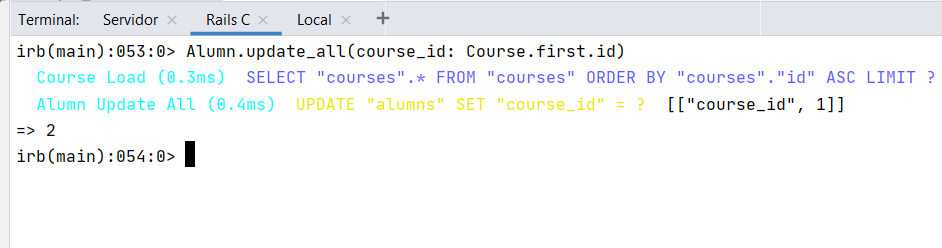 Terminal: Servidor × Rails C × Local × +
irb(main):053:0> Alumn.update_all(course_id: Course.first.id)
  Course Load (0.3ms)  SELECT "courses".* FROM "courses" ORDER BY "courses"."id" ASC LIMIT ?
  Alumn Update All (0.4ms)  UPDATE "alumns" SET "course_id" = ?  [["course_id", 1]]
=> 2
irb(main):054:0>